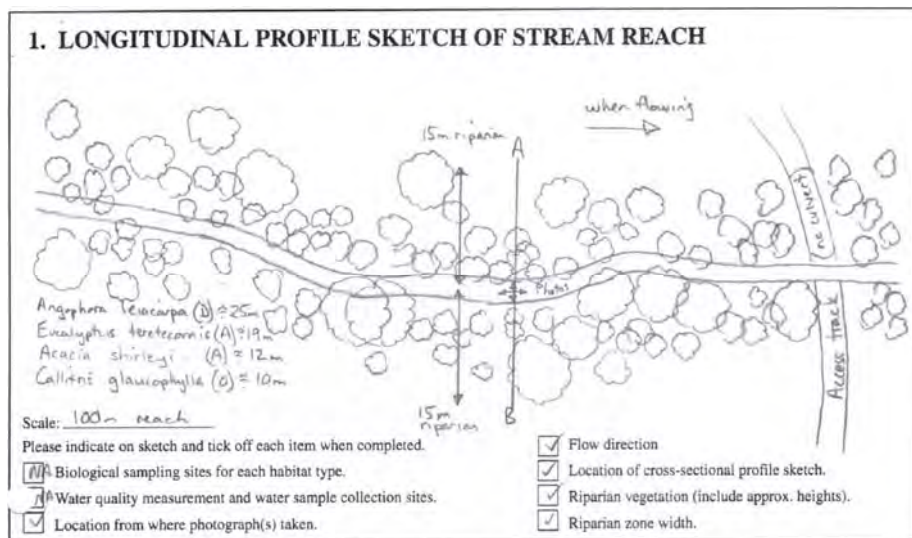 1. LONGITUDINAL PROFILE SKETCH OF STREAM REACH
when flowing
15m riparian
A
no culvert
Photos
Access track
Angophora leiocarpa (D) ≈ 25m
Eucalyptus tereticornis (A) ≈ 19m
Acacia shirleyi (A) ≈ 12m
Callitris glaucophylla (O) ≈ 10m
15m
riparian
B
Scale: 100m reach
Please indicate on sketch and tick off each item when completed.
NA Biological sampling sites for each habitat type.
NA Water quality measurement and water sample collection sites.
Location from where photograph(s) taken.
Flow direction
Location of cross-sectional profile sketch.
Riparian vegetation (include approx. heights).
Riparian zone width.